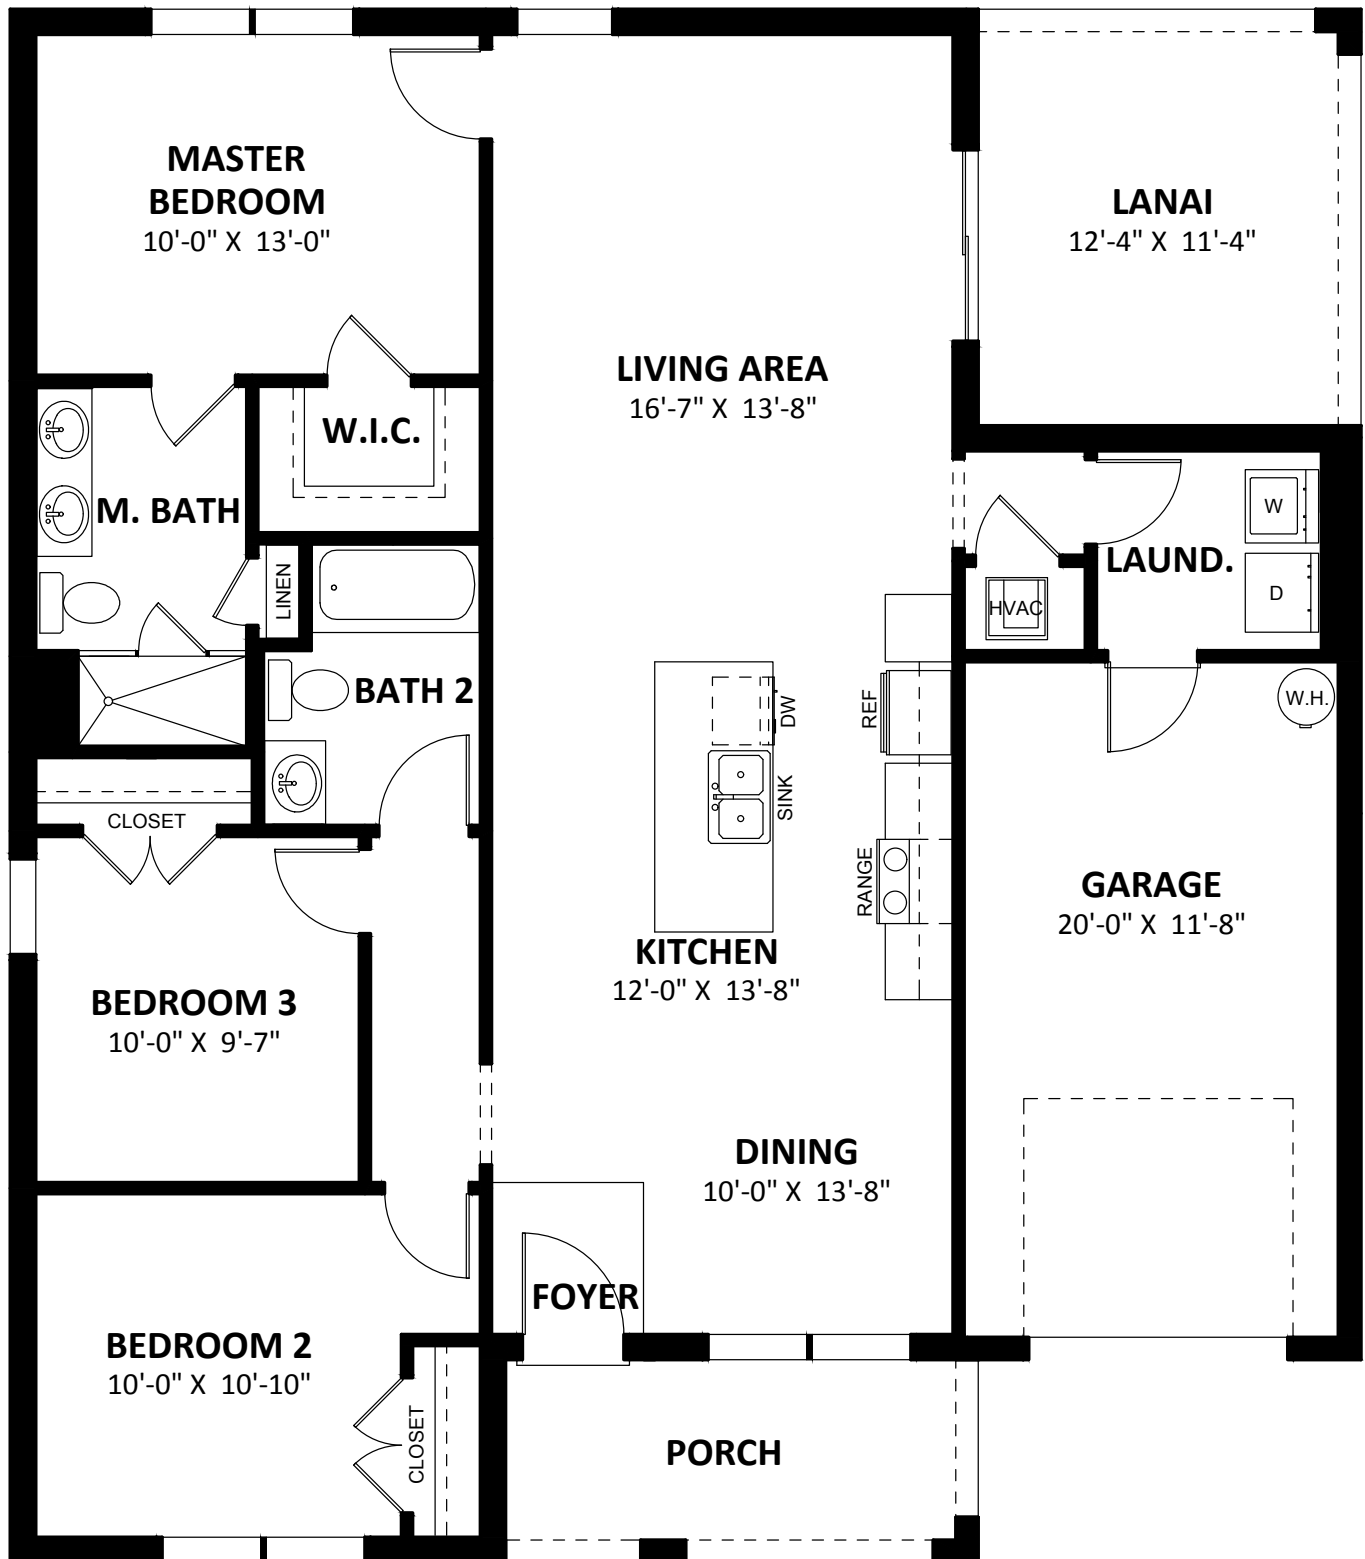 MASTER
BEDROOM
10'-0" X 13'-0"
LANAI
12'-4" X 11'-4"
LIVING AREA
16'-7" X 13'-8"
W.I.C.
M. BATH
LINEN
W
LAUND.
D
HVAC
BATH 2
REF
DW
W.H.
SINK
CLOSET
RANGE
GARAGE
20'-0" X 11'-8"
KITCHEN
12'-0" X 13'-8"
BEDROOM 3
10'-0" X 9'-7"
DINING
10'-0" X 13'-8"
FOYER
BEDROOM 2
10'-0" X 10'-10"
CLOSET
PORCH